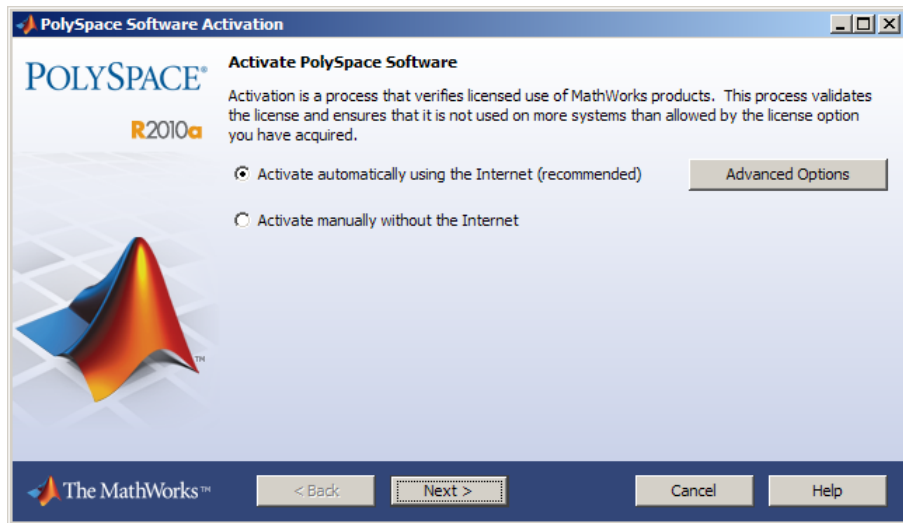 PolySpace Software Activation
POLYSPACE®
R2010a
Activate PolySpace Software
Activation is a process that verifies licensed use of MathWorks products. This process validates
the license and ensures that it is not used on more systems than allowed by the license option
you have acquired.
Activate automatically using the Internet (recommended)
Advanced Options
Activate manually without the Internet
TM
The MathWorks™
< Back
Next >
Cancel
Help